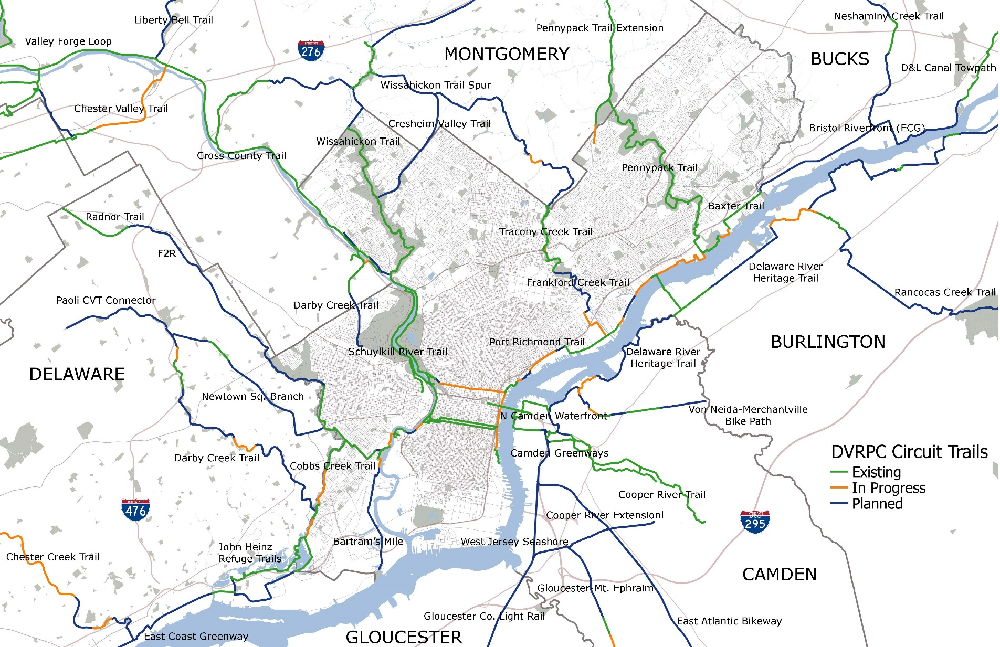 Liberty Bell Trail
Neshaminy Creek Trail
Pennypack Trail Extension
Valley Forge Loop
INTERSTATE
276
MONTGOMERY
BUCKS
D&L Canal Towpath
Wissahickon Trail Spur
Chester Valley Trail
Cresheim Valley Trail
Bristol Riverfront (ECG)
Wissahickon Trail
Cross County Trail
Pennypack Trail
Baxter Trail
Radnor Trail
Tracony Creek Trail
F2R
Delaware River
Heritage Trail
Frankford Creek Trail
Rancocas Creek Trail
Paoli CVT Connector
Darby Creek Trail
Port Richmond Trail
BURLINGTON
Schuylkill River Trail
Delaware River
Heritage Trail
DELAWARE
Newtown Sq. Branch
Von Neida-Merchantville
Bike Path
N Camden Waterfront
Camden Greenways
DVRPC Circuit Trails
Existing
In Progress
Planned
Darby Creek Trail
Cobbs Creek Trail
Cooper River Trail
INTERSTATE
476
Cooper River Extensionl
INTERSTATE
295
Bartram's Mile
West Jersey Seashore
John Heinz
Refuge Trails
Chester Creek Trail
CAMDEN
Gloucester-Mt. Ephraim
Gloucester Co. Light Rail
East Atlantic Bikeway
East Coast Greenway
GLOUCESTER